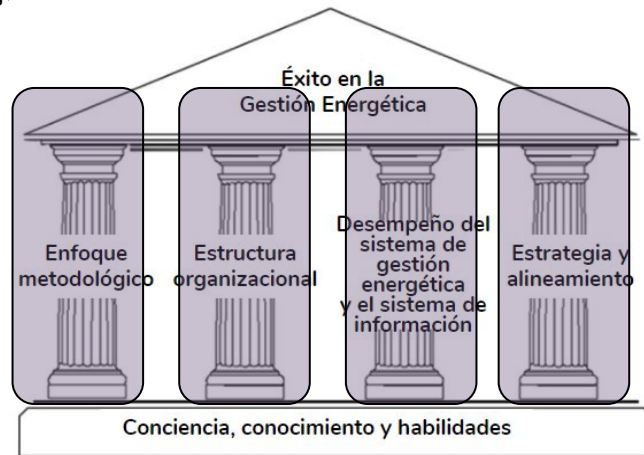 Éxito en la
Gestión Energética
Enfoque
metodológico
Estructura
organizacional
Desempeño del
sistema de
gestión
energética
y el sistema de
información
Estrategia y
alineamiento
Conciencia, conocimiento y habilidades